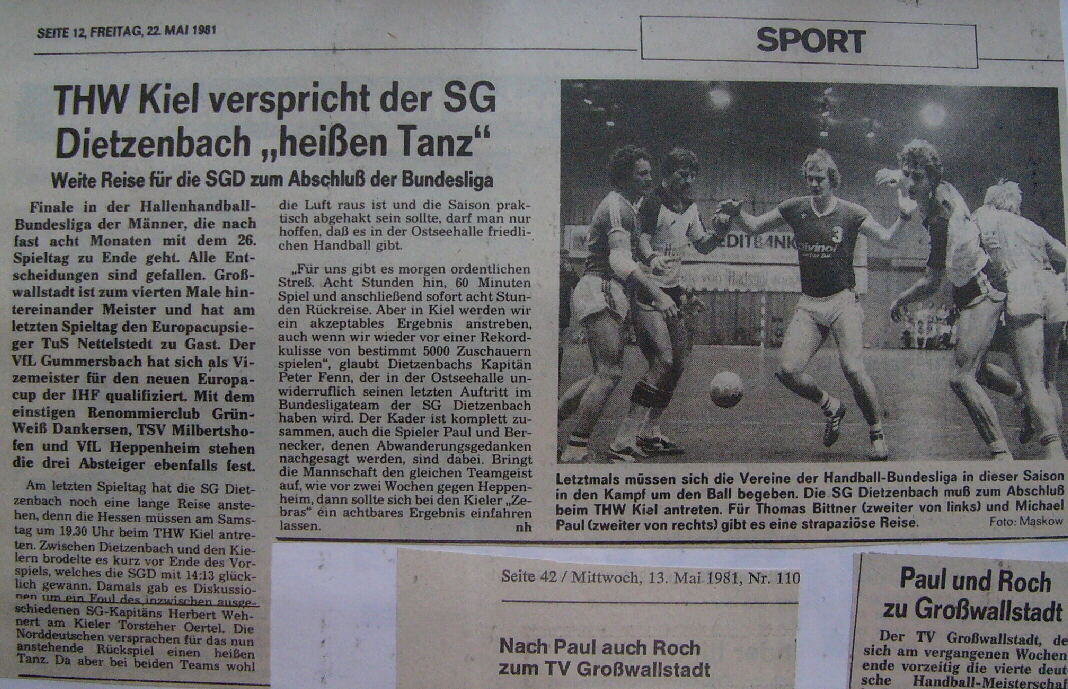 SEITE 12, FREITAG, 22. MAI 1981
SPORT
THW Kiel verspricht der SG
Dietzenbach „heißen Tanz“
Weite Reise für die SGD zum Abschluß der Bundesliga
Finale in der Hallenhandball-
Bundesliga der Männer, die nach
fast acht Monaten mit dem 26.
Spieltag zu Ende geht. Alle Ent-
scheidungen sind gefallen. Groß-
wallstadt ist zum vierten Male hin-
tereinander Meister und hat am
letzten Spieltag den Europacupsie-
ger TuS Nettelstedt zu Gast. Der
VfL Gummersbach hat sich als Vi-
zemeister für den neuen Europa-
cup der IHF qualifiziert. Mit dem
einstigen Renommierclub Grün-
Weiß Dankersen, TSV Milbertsho-
fen und VfL Heppenheim stehen
die drei Absteiger ebenfalls fest.
Am letzten Spieltag hat die SG Diet-
zenbach noch eine lange Reise anste-
hen, denn die Hessen müssen am Sams-
tag um 19.30 Uhr beim THW Kiel antre-
ten. Zwischen Dietzenbach und den Kie-
lern brodelte es kurz vor Ende des Vor-
spiels, welches die SGD mit 14:13 glück-
lich gewann. Damals gab es Diskussio-
nen um ein Foul des inzwischen ausge-
schiedenen SG-Kapitäns Herbert Weh-
nert am Kieler Torsteher Oertel. Die
Norddeutschen versprachen für das nun
anstehende Rückspiel einen heißen
Tanz. Da aber bei beiden Teams wohl
die Luft raus ist und die Saison prak-
tisch abgehakt sein sollte, darf man nur
hoffen, daß es in der Ostseehalle friedli-
chen Handball gibt.
„Für uns gibt es morgen ordentlichen
Streß. Acht Stunden hin, 60 Minuten
Spiel und anschließend sofort acht Stun-
den Rückreise. Aber in Kiel werden wir
ein akzeptables Ergebnis anstreben,
auch wenn wir wieder vor einer Rekord-
kulisse von bestimmt 5000 Zuschauern
spielen“, glaubt Dietzenbachs Kapitän
Peter Fenn, der in der Ostseehalle un-
widerruflich seinen letzten Auftritt im
Bundesligateam der SG Dietzenbach
haben wird. Der Kader ist komplett zu-
sammen, auch die Spieler Paul und Ber-
necker, denen Abwanderungsgedanken
nachgesagt werden, sind dabei. Bringt
die Mannschaft den gleichen Teamgeist
auf, wie vor zwei Wochen gegen Heppen-
heim, dann sollte sich bei den Kieler „Ze-
bras“ ein achtbares Ergebnis einfahren
lassen. nh
EDITBANK
3
Letztmals müssen sich die Vereine der Handball-Bundesliga in dieser Saison
in den Kampf um den Ball begeben. Die SG Dietzenbach muß zum Abschluß
beim THW Kiel antreten. Für Thomas Bittner (zweiter von links) und Michael
Paul (zweiter von rechts) gibt es eine strapaziöse Reise. Foto: Maskow
Seite 42 / Mittwoch, 13. Mai 1981, Nr. 110
Nach Paul auch Roch
zum TV Großwallstadt
Paul und Roch
zu Großwallstadt
Der TV Großwallstadt, de
sich am vergangenen Wochen
ende vorzeitig die vierte deut
sche Handball-Meisterschaf